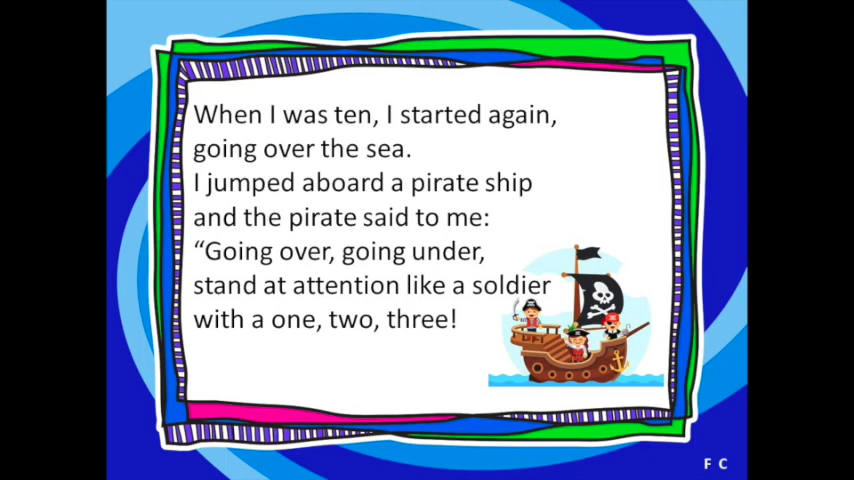 When I was ten, I started again,
going over the sea.
I jumped aboard a pirate ship
and the pirate said to me:
“Going over, going under,
stand at attention like a soldier
with a one, two, three!
F C